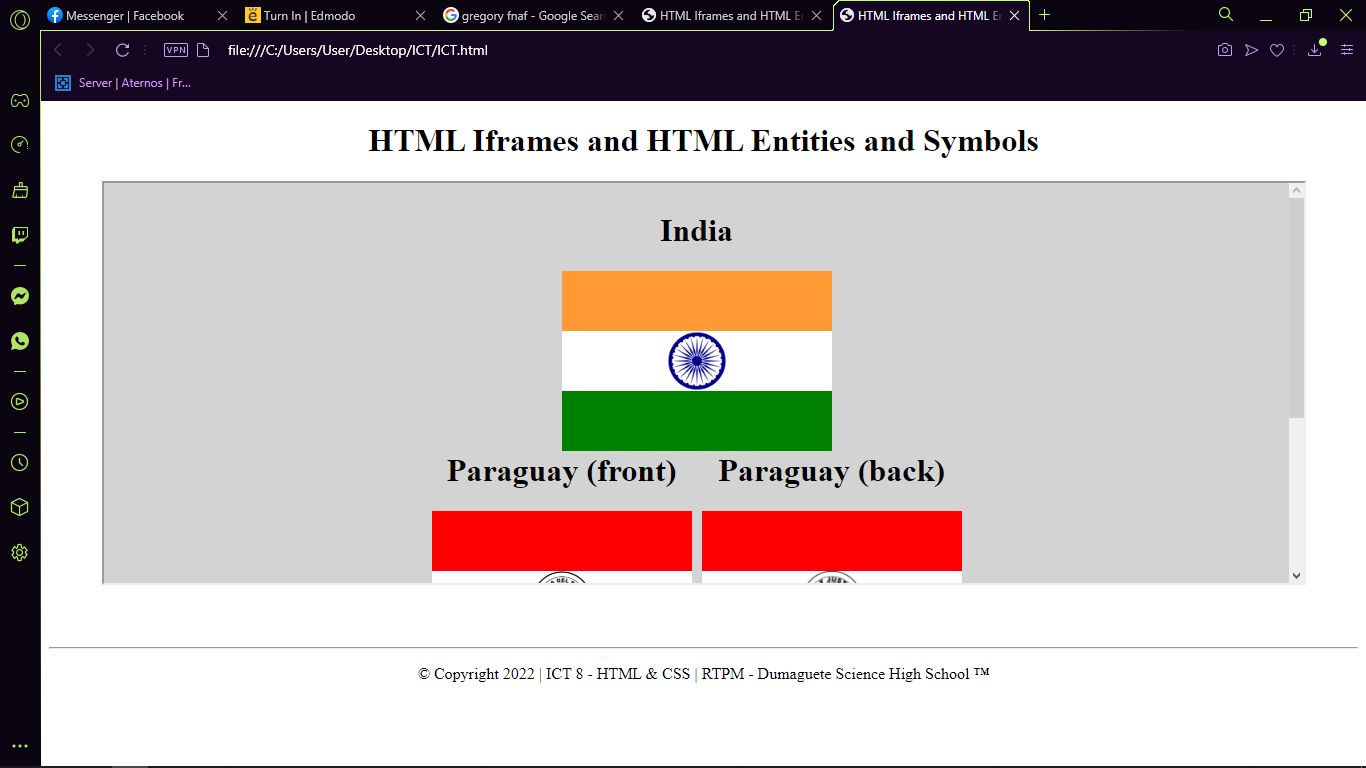 Messenger | Facebook
Turn In | Edmodo
gregory fnaf - Google Sear
HTML Iframes and HTML E
HTML Iframes and HTML E
VPN
file:///C:/Users/User/Desktop/ICT/ICT.html
Server | Aternos | Fr...
HTML Iframes and HTML Entities and Symbols
India
Paraguay (front)
Paraguay (back)
© Copyright 2022 | ICT 8 - HTML & CSS | RTPM - Dumaguete Science High School ™